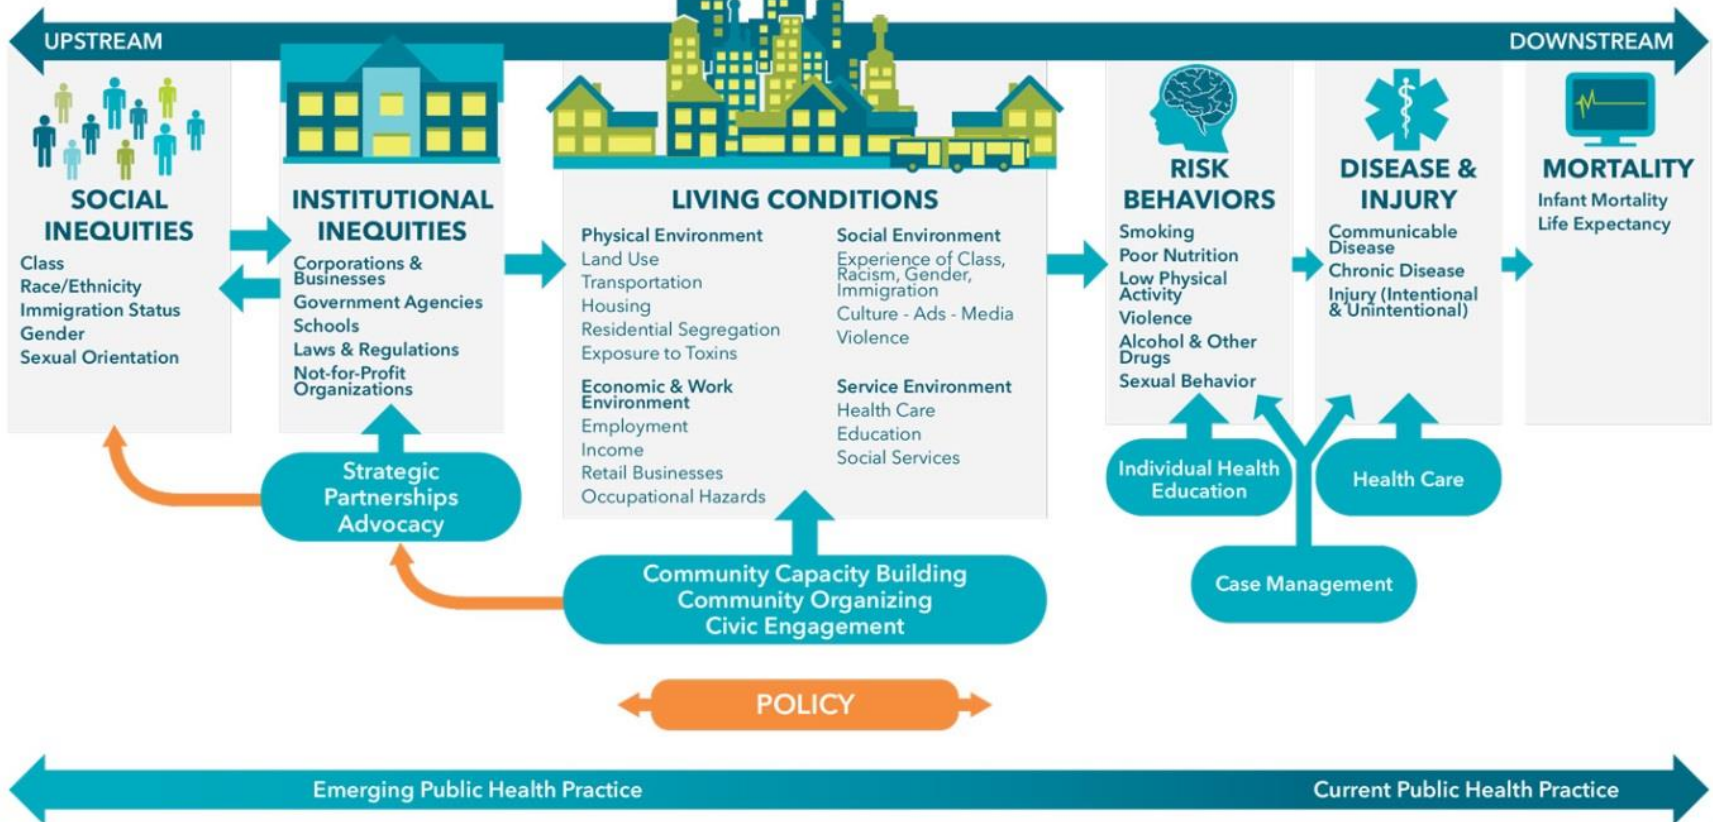 UPSTREAM
DOWNSTREAM
SOCIAL
INEQUITIES
Class
Race/Ethnicity
Immigration Status
Gender
Sexual Orientation
INSTITUTIONAL
INEQUITIES
Corporations &
Businesses
Government Agencies
Schools
Laws & Regulations
Not-for-Profit
Organizations
Strategic
Partnerships
Advocacy
LIVING CONDITIONS
Physical Environment
Land Use
Transportation
Housing
Residential Segregation
Exposure to Toxins
Economic & Work
Environment
Employment
Income
Retail Businesses
Occupational Hazards
Social Environment
Experience of Class,
Racism, Gender,
Immigration
Culture - Ads - Media
Violence
Service Environment
Health Care
Education
Social Services
Community Capacity Building
Community Organizing
Civic Engagement
RISK
BEHAVIORS
Smoking
Poor Nutrition
Low Physical
Activity
Violence
Alcohol & Other
Drugs
Sexual Behavior
Individual Health
Education
DISEASE &
INJURY
Communicable
Disease
Chronic Disease
Injury (Intentional
& Unintentional)
Health Care
Case Management
MORTALITY
Infant Mortality
Life Expectancy
POLICY
Emerging Public Health Practice
Current Public Health Practice